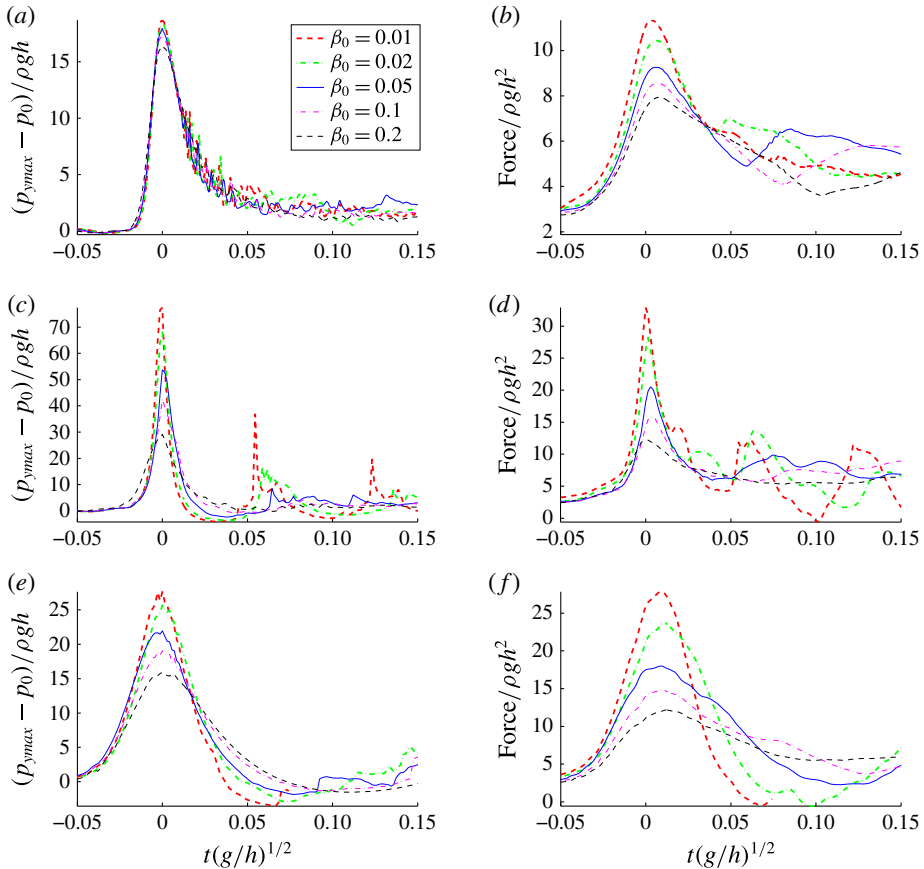 (a)
(p_ymax − p_0)/ρgh
15
10
5
0
−0.05 0 0.05 0.10 0.15
β_0 = 0.01
β_0 = 0.02
β_0 = 0.05
β_0 = 0.1
β_0 = 0.2
(b)
Force/ρgh^2
10
8
6
4
2
−0.05 0 0.05 0.10 0.15
(c)
(p_ymax − p_0)/ρgh
70
60
50
40
30
20
10
0
−0.05 0 0.05 0.10 0.15
(d)
Force/ρgh^2
30
25
20
15
10
5
0
−0.05 0 0.05 0.10 0.15
(e)
(p_ymax − p_0)/ρgh
25
20
15
10
5
0
−0.05 0 0.05 0.10 0.15
t(g/h)^1/2
(f)
Force/ρgh^2
25
20
15
10
5
0
−0.05 0 0.05 0.10 0.15
t(g/h)^1/2